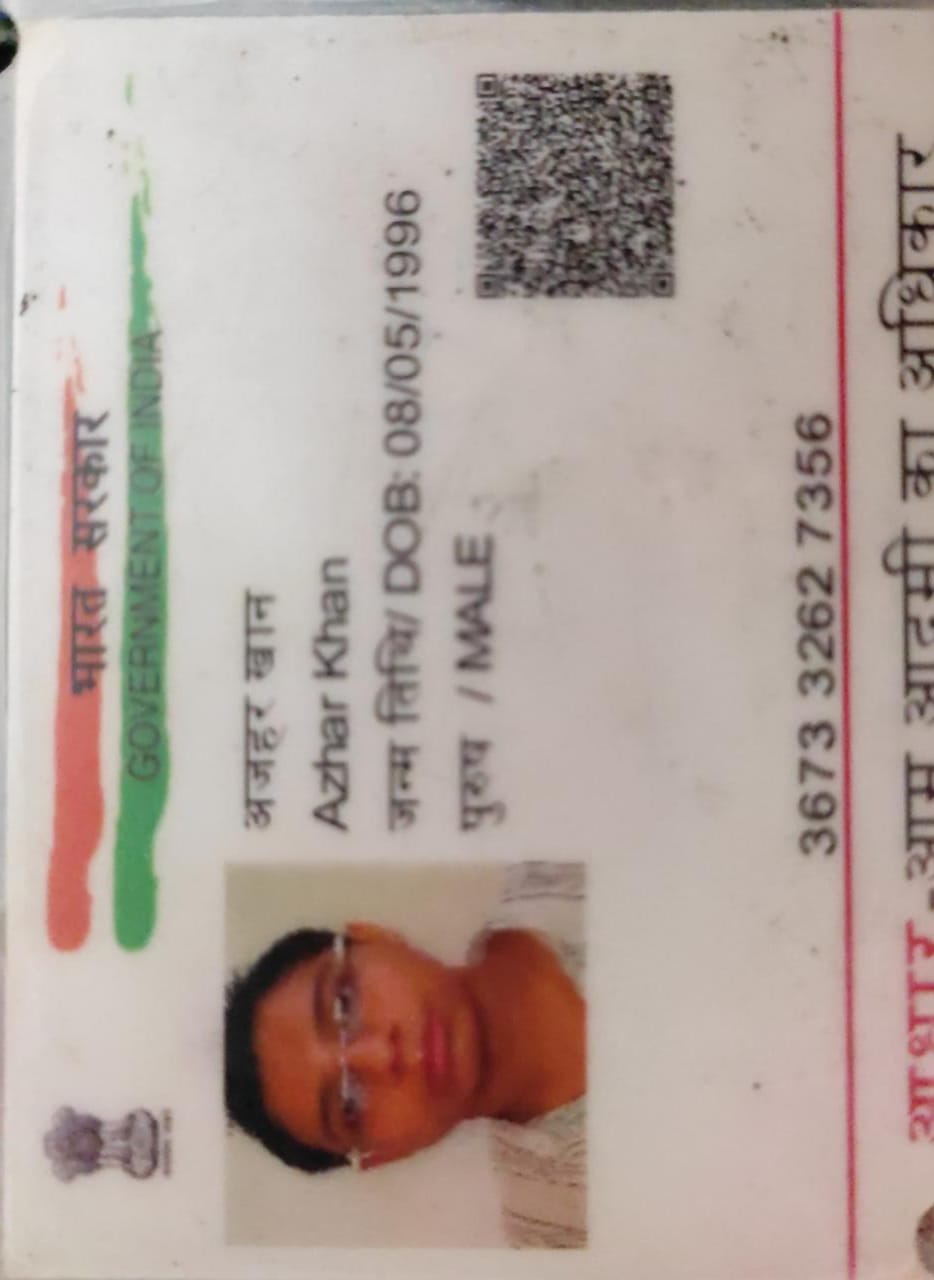 भारत सरकार
GOVERNMENT OF INDIA
अजहर खान
Azhar Khan
जन्म तिथि/ DOB: 08/05/1996
पुरुष / MALE
3673 3262 7356
आधार -आम आदमी का अधिकार